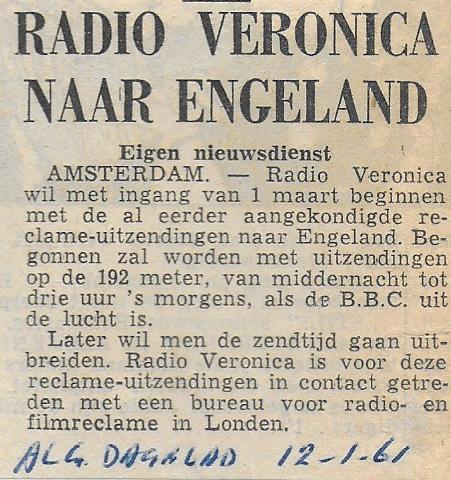 RADIO VERONICA
NAAR ENGELAND
Eigen nieuwsdienst
AMSTERDAM. — Radio Veronica
wil met ingang van 1 maart beginnen
met de al eerder aangekondigde re-
clame-uitzendingen naar Engeland. Be-
gonnen zal worden met uitzendingen
op de 192 meter, van middernacht tot
drie uur 's morgens, als de B.B.C. uit
de lucht is.
Later wil men de zendtijd gaan uit-
breiden. Radio Veronica is voor deze
reclame-uitzendingen in contact getre-
den met een bureau voor radio- en
filmreclame in Londen.
ALG. DAGBLAD 12-1-61